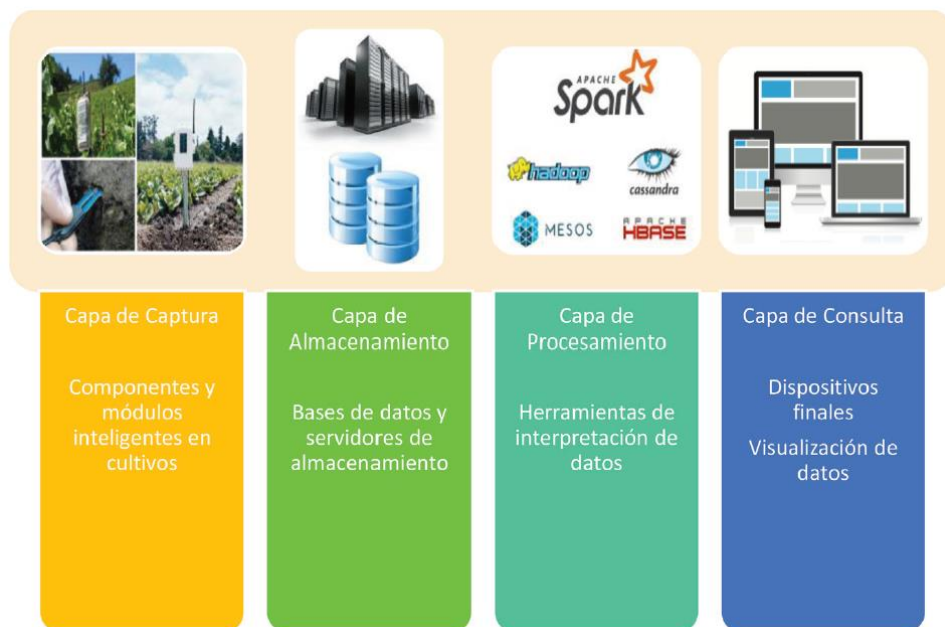 APACHE
Spark
hadoop
cassandra
MESOS
APACHE
HBASE
Capa de Captura
Componentes y
módulos
inteligentes en
cultivos
Capa de
Almacenamiento
Bases de datos y
servidores de
almacenamiento
Capa de
Procesamiento
Herramientas de
interpretación de
datos
Capa de Consulta
Dispositivos
finales
Visualización de
datos